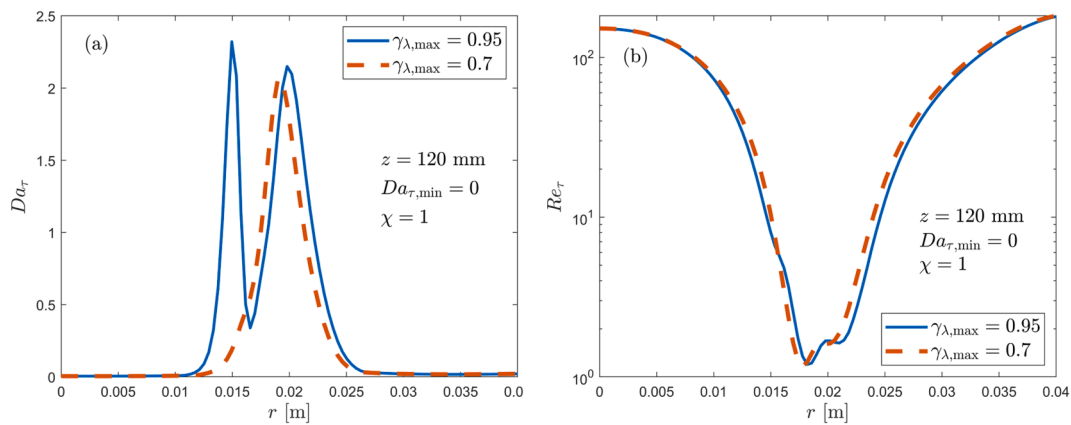 (a)
γλ,max = 0.95
γλ,max = 0.7
z = 120 mm
Daτ,min = 0
χ = 1
Daτ
2.5
2
1.5
1
0.5
0
0 0.005 0.01 0.015 0.02 0.025 0.03 0.035 0.0
r [m]
(b)
Reτ
10²
10¹
10⁰
z = 120 mm
Daτ,min = 0
χ = 1
γλ,max = 0.95
γλ,max = 0.7
0 0.005 0.01 0.015 0.02 0.025 0.03 0.035 0.04
r [m]